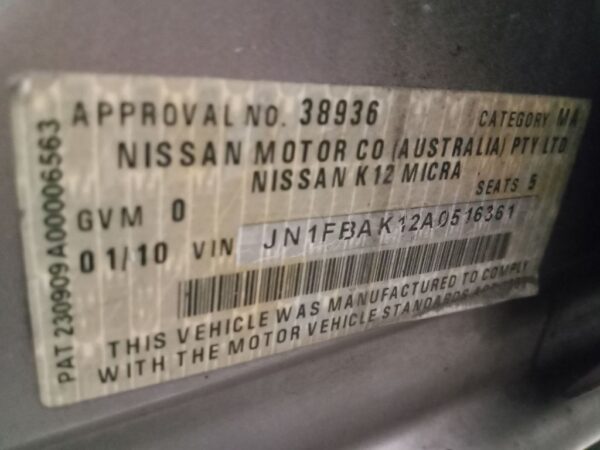 APPROVAL NO. 38936 CATEGORY MA
NISSAN MOTOR CO (AUSTRALIA) PTY LTD
NISSAN K12 MICRA
GVM 0 SEATS 5
01/10 VIN JN1FBAK12A0516361
THIS VEHICLE WAS MANUFACTURED TO COMPLY
WITH THE MOTOR VEHICLE STANDARDS ACT
PAT 230909A00006563